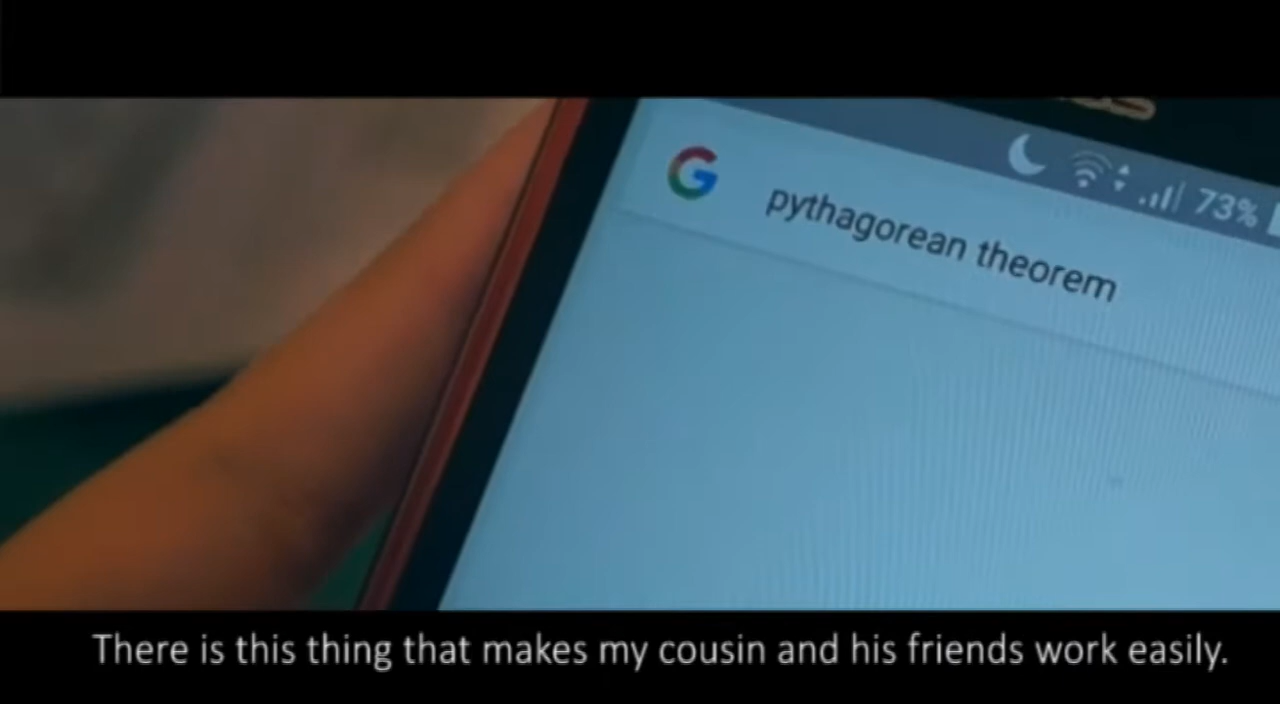 73%
pythagorean theorem
There is this thing that makes my cousin and his friends work easily.